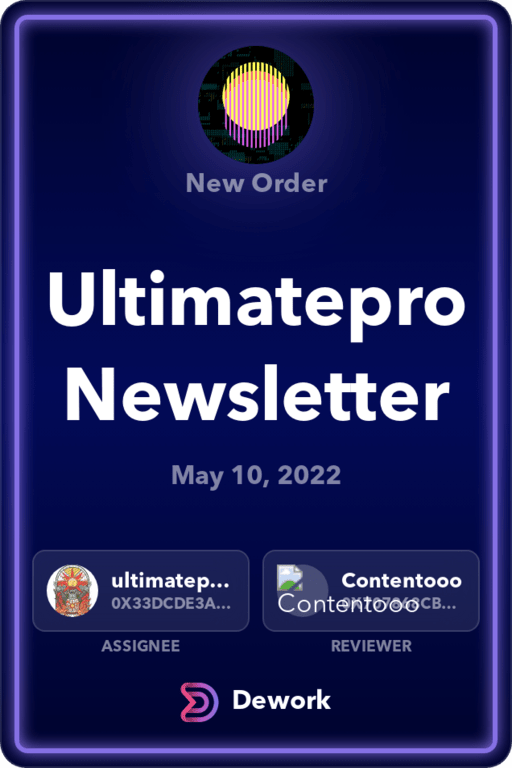 New Order
Ultimatepro
Newsletter
May 10, 2022
ultimatep...
0X33DCDE3A...
Contentooo
Contentooo
ASSIGNEE
REVIEWER
Dework